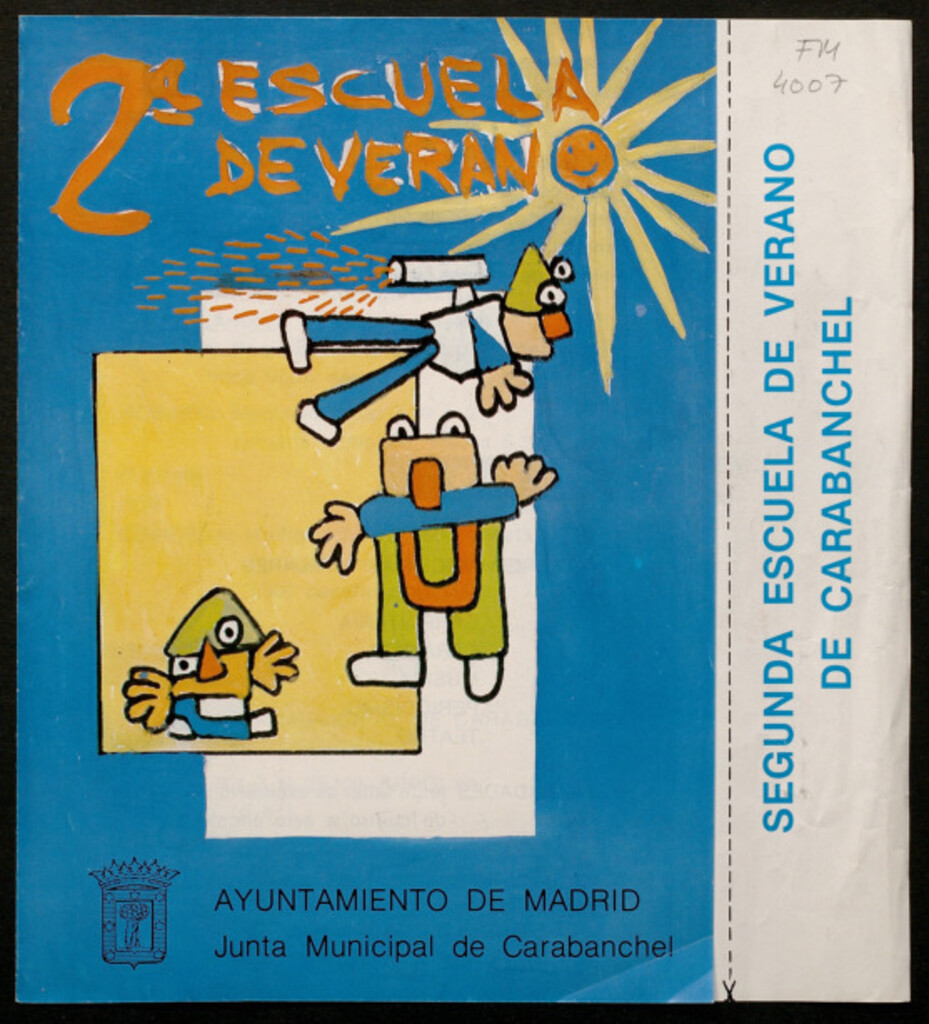 2ª ESCUELA
DE VERANO
AYUNTAMIENTO DE MADRID
Junta Municipal de Carabanchel
FM
4007
SEGUNDA ESCUELA DE VERANO
DE CARABANCHEL